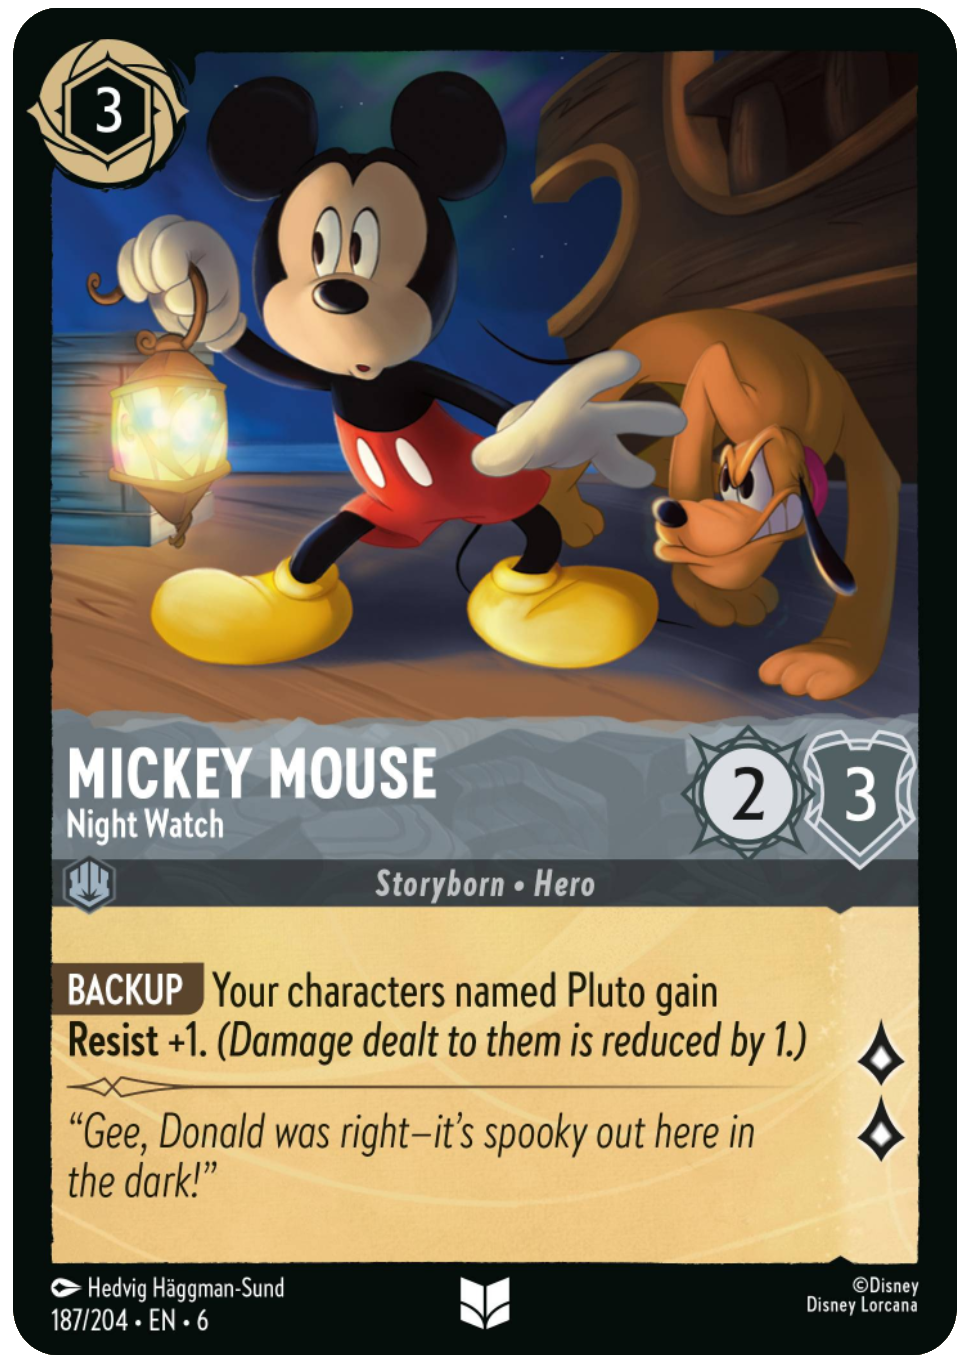 3
MICKEY MOUSE
Night Watch
2
3
Storyborn • Hero
BACKUP Your characters named Pluto gain
Resist +1. (Damage dealt to them is reduced by 1.)
“Gee, Donald was right–it’s spooky out here in
the dark!”
Hedvig Häggman-Sund
187/204 • EN • 6
©Disney
Disney Lorcana